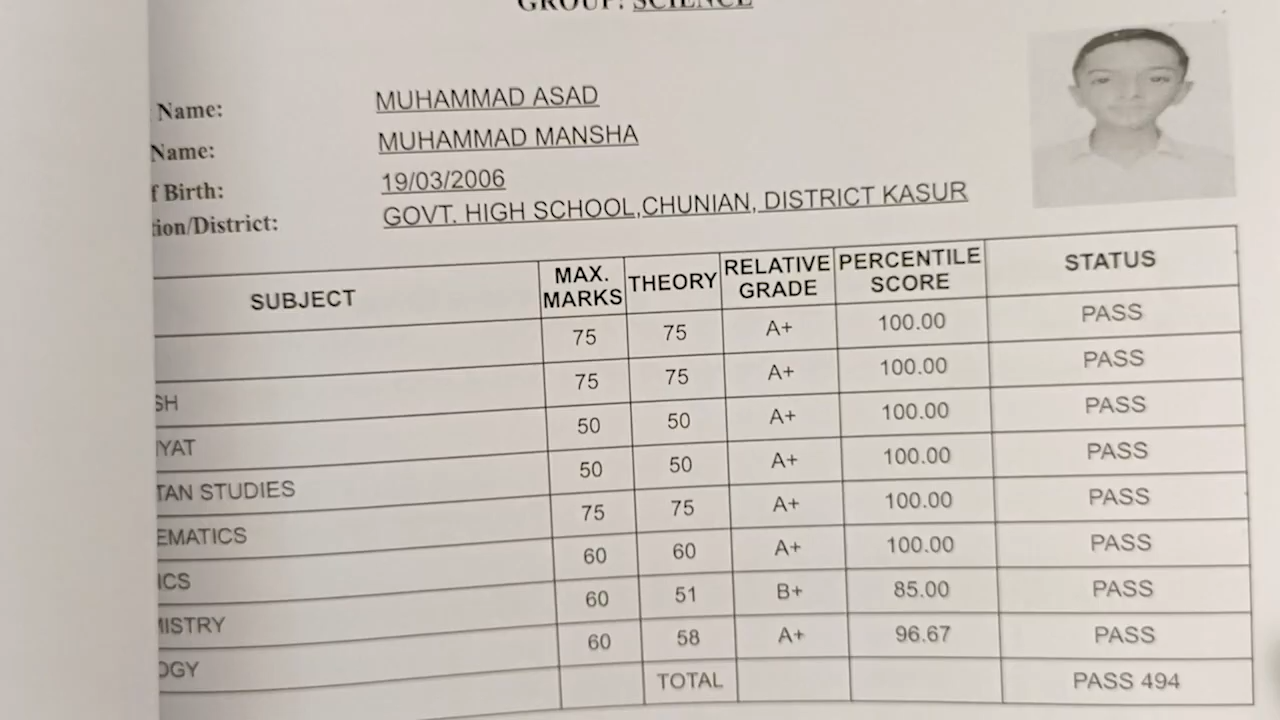 GROUP: SCIENCE
Name: MUHAMMAD ASAD
Name: MUHAMMAD MANSHA
f Birth: 19/03/2006
tion/District: GOVT. HIGH SCHOOL,CHUNIAN, DISTRICT KASUR
SUBJECT MAX. MARKS THEORY RELATIVE GRADE PERCENTILE SCORE STATUS
75 75 A+ 100.00 PASS
SH 75 75 A+ 100.00 PASS
IYAT 50 50 A+ 100.00 PASS
TAN STUDIES 50 50 A+ 100.00 PASS
EMATICS 75 75 A+ 100.00 PASS
ICS 60 60 A+ 100.00 PASS
MISTRY 60 51 B+ 85.00 PASS
OGY 60 58 A+ 96.67 PASS
TOTAL PASS 494